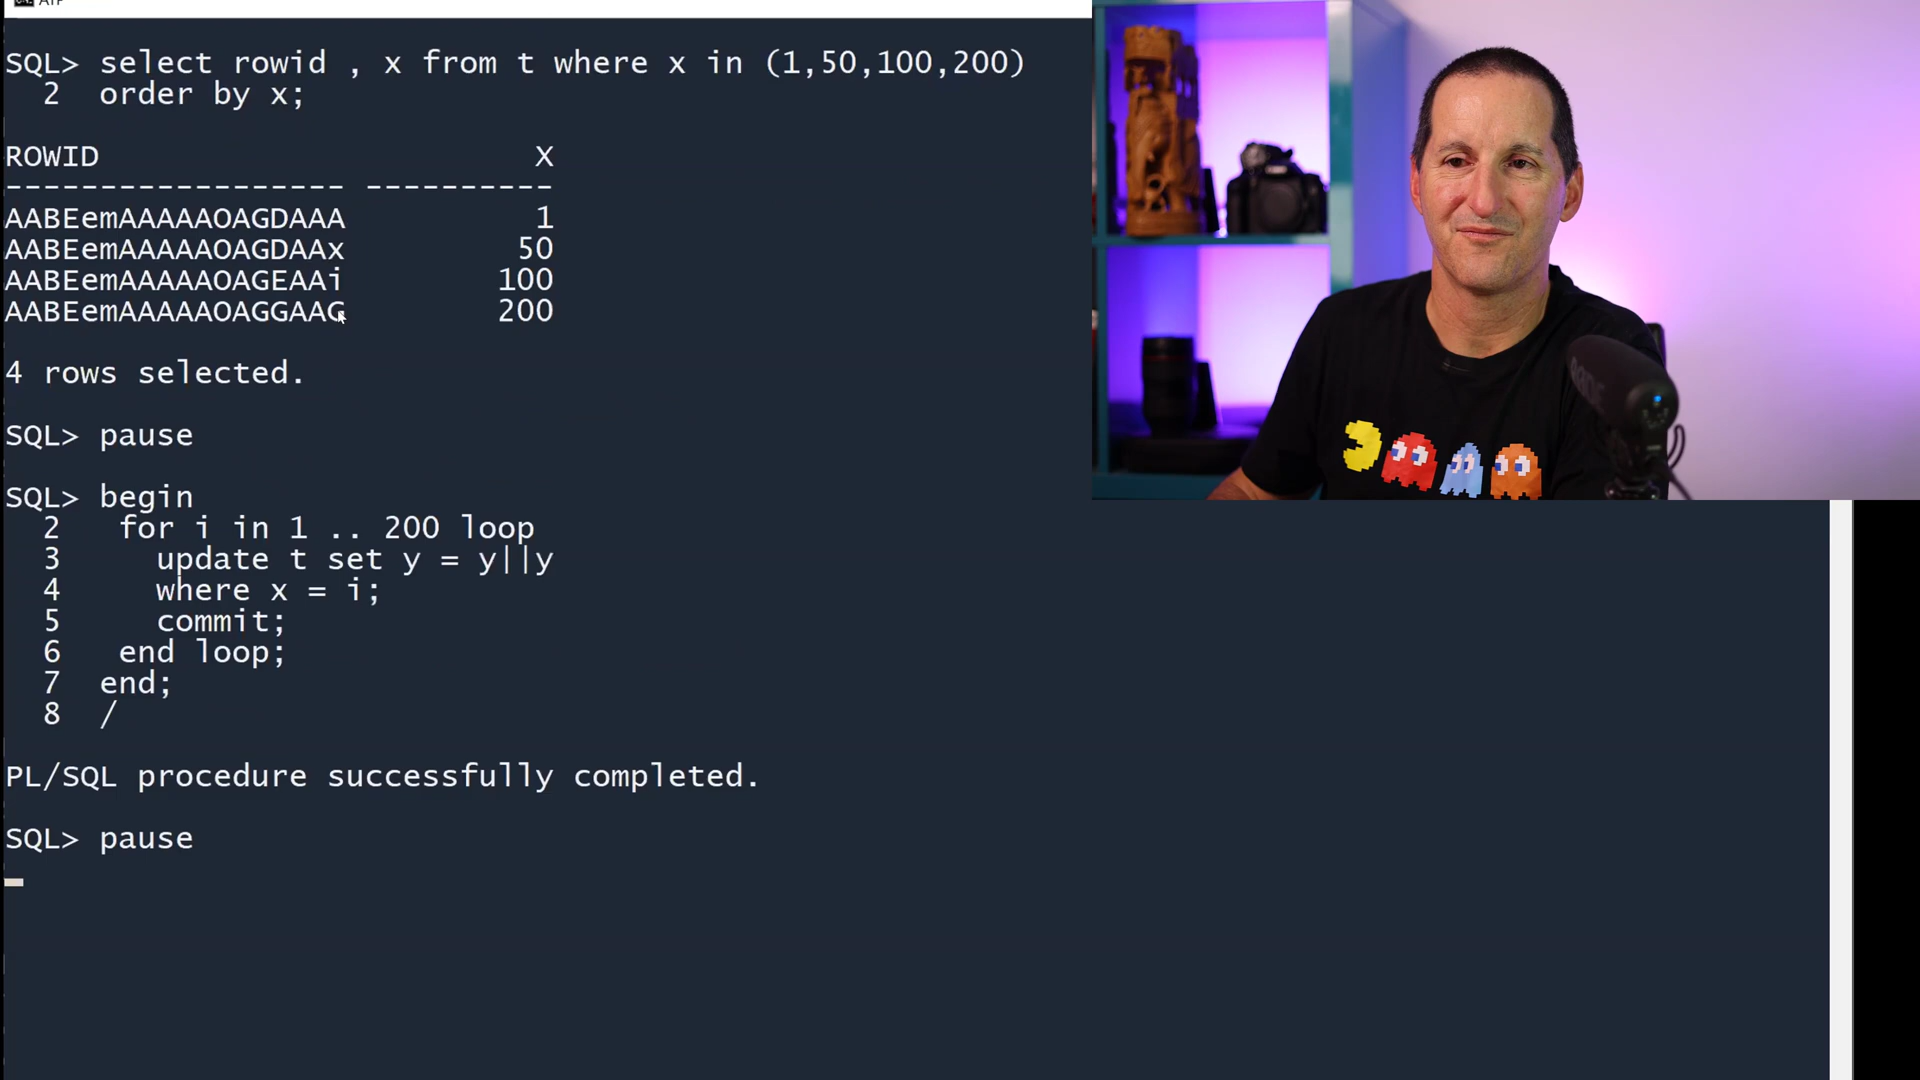 SQL> select rowid , x from t where x in (1,50,100,200)
  2  order by x;
ROWID                       X
------------------ ----------
AABEemAAAAAOAGDAAA          1
AABEemAAAAAOAGDAAx         50
AABEemAAAAAOAGEAAi        100
AABEemAAAAAOAGGAAG        200
4 rows selected.
SQL> pause
SQL> begin
  2   for i in 1 .. 200 loop
  3     update t set y = y||y
  4     where x = i;
  5     commit;
  6   end loop;
  7  end;
  8  /
PL/SQL procedure successfully completed.
SQL> pause